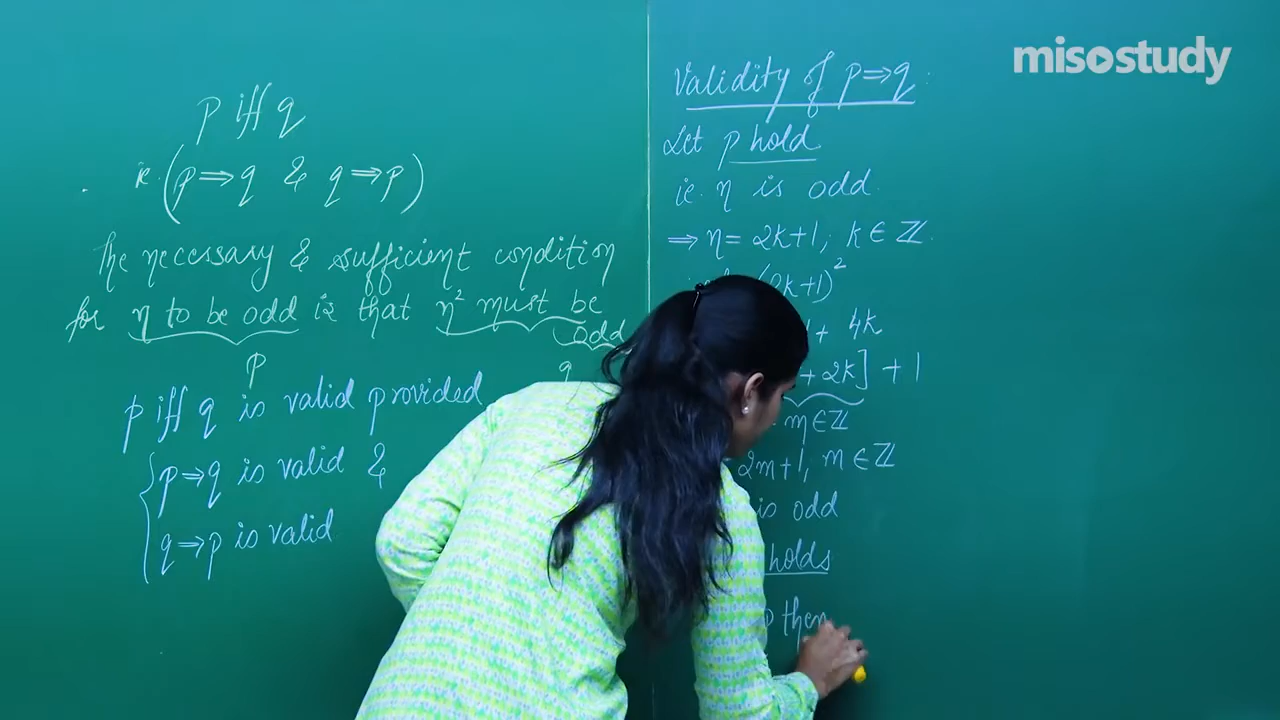 misostudy
p iff q
ie. (p⇒q & q⇒p)
The necessary & sufficient condition
for n to be odd is that n² must be
odd
p
q
p iff q is valid provided
p⇒q is valid &
q⇒p is valid
Validity of p⇒q :
Let p hold
ie. n is odd.
⇒ n = 2k+1; k ∈ ℤ.
(2k+1)²
+ 4k
+ 2k] + 1
m ∈ ℤ
2m+1, m ∈ ℤ
is odd
holds
p then